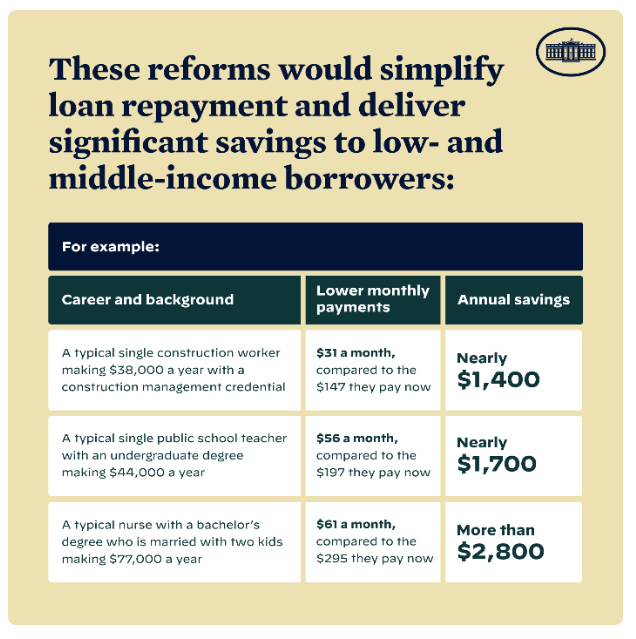 These reforms would simplify
loan repayment and deliver
significant savings to low- and
middle-income borrowers:
For example:
Career and background
Lower monthly
payments
Annual savings
A typical single construction worker
making $38,000 a year with a
construction management credential
$31 a month,
compared to the
$147 they pay now
Nearly
$1,400
A typical single public school teacher
with an undergraduate degree
making $44,000 a year
$56 a month,
compared to the
$197 they pay now
Nearly
$1,700
A typical nurse with a bachelor's
degree who is married with two kids
making $77,000 a year
$61 a month,
compared to the
$295 they pay now
More than
$2,800